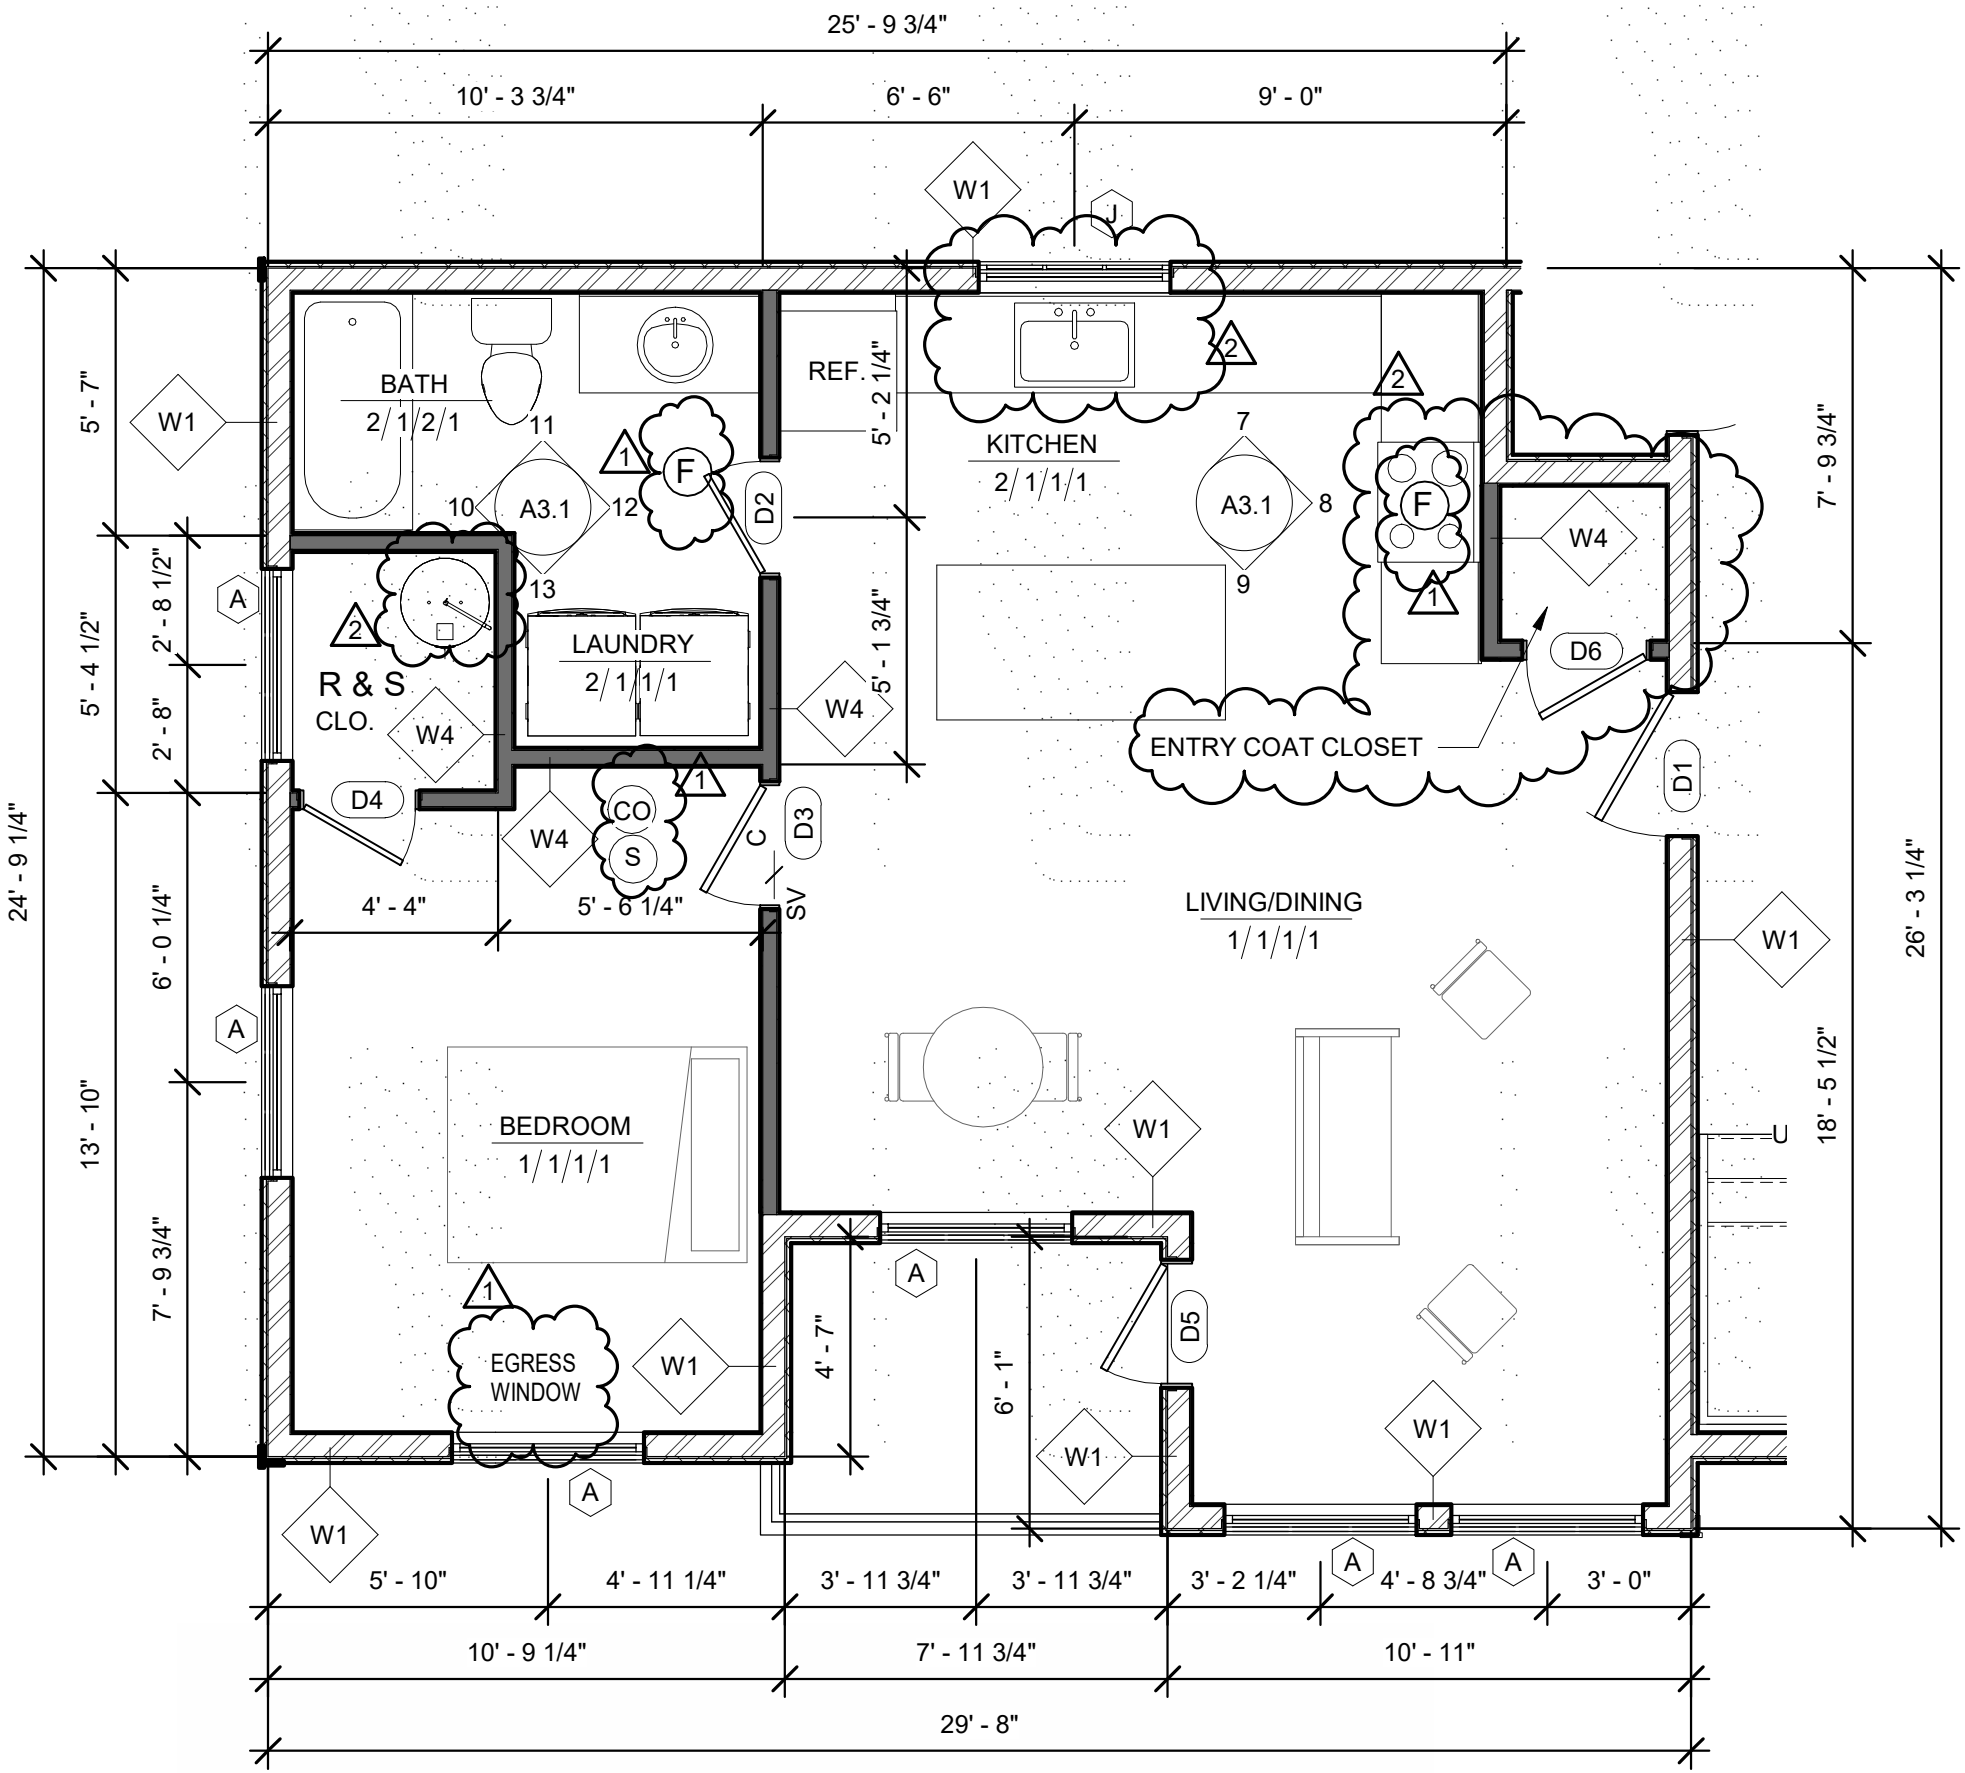 25' - 9 3/4"
10' - 3 3/4"
6' - 6"
9' - 0"
W1
J
5' - 7"
W1
BATH
2/ 1/ 2/ 1
11
10
A3.1
12
13
1
F
D2
REF.
5' - 2 1/4"
2
2
KITCHEN
2/ 1/ 1/ 1
7
A3.1
8
9
F
1
W4
7' - 9 3/4"
A
2' - 8 1/2"
5' - 4 1/2"
2' - 8"
2
R & S
CLO.
W4
LAUNDRY
2/ 1/ 1/ 1
5' - 1 3/4"
W4
D6
ENTRY COAT CLOSET
D1
D4
W4
1
CO
S
C
D3
SV
24' - 9 1/4"
6' - 0 1/4"
4' - 4"
5' - 6 1/4"
LIVING/DINING
1/ 1/ 1/ 1
W1
26' - 3 1/4"
A
13' - 10"
BEDROOM
1/ 1/ 1/ 1
W1
18' - 5 1/2"
U
7' - 9 3/4"
1
EGRESS
WINDOW
W1
A
4' - 7"
6' - 1"
D5
W1
W1
A
W1
A
A
5' - 10"
4' - 11 1/4"
3' - 11 3/4"
3' - 11 3/4"
3' - 2 1/4"
4' - 8 3/4"
3' - 0"
10' - 9 1/4"
7' - 11 3/4"
10' - 11"
29' - 8"